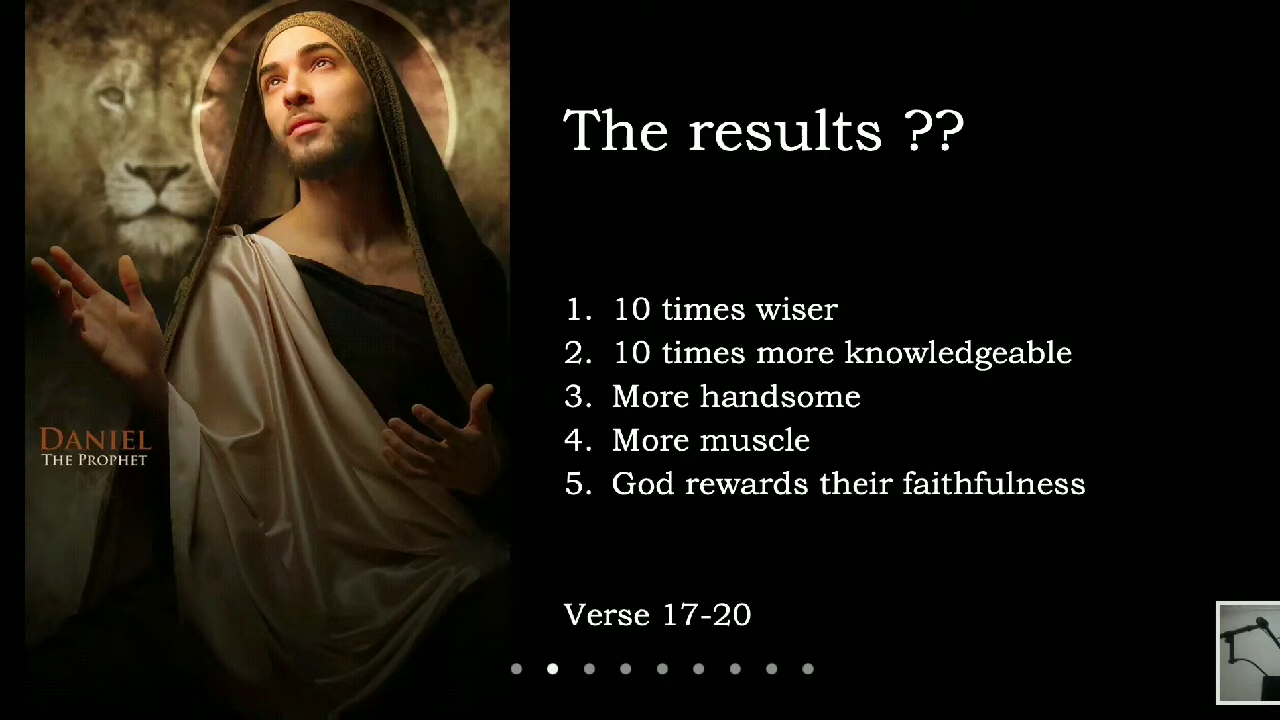 The results ??
1. 10 times wiser
2. 10 times more knowledgeable
3. More handsome
4. More muscle
5. God rewards their faithfulness
DANIEL
THE PROPHET
Verse 17-20